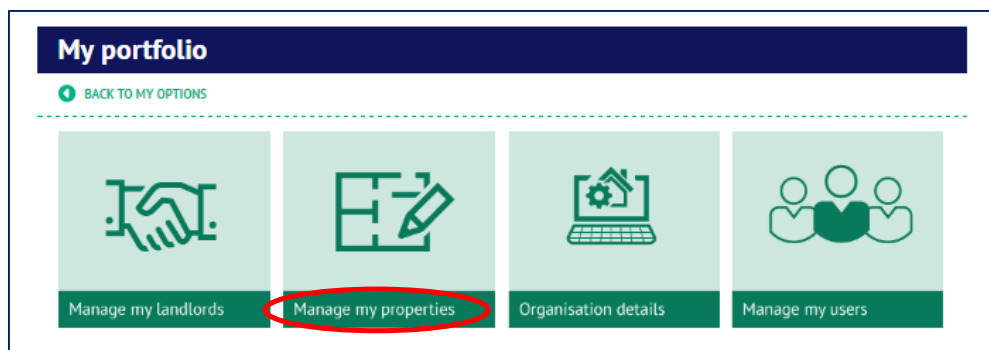 My portfolio
BACK TO MY OPTIONS
Manage my landlords
Manage my properties
Organisation details
Manage my users